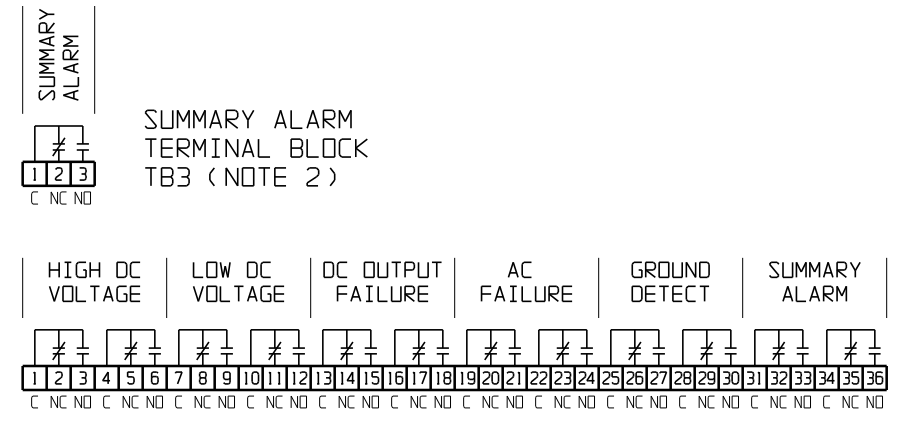 SUMMARY
ALARM
1 2 3
C NC NO
SUMMARY ALARM
TERMINAL BLOCK
TB3 (NOTE 2)
HIGH DC
VOLTAGE
LOW DC
VOLTAGE
DC OUTPUT
FAILURE
AC
FAILURE
GROUND
DETECT
SUMMARY
ALARM
1 2 3 4 5 6 7 8 9 10 11 12 13 14 15 16 17 18 19 20 21 22 23 24 25 26 27 28 29 30 31 32 33 34 35 36
C NC NO C NC NO C NC NO C NC NO C NC NO C NC NO C NC NO C NC NO C NC NO C NC NO C NC NO C NC NO